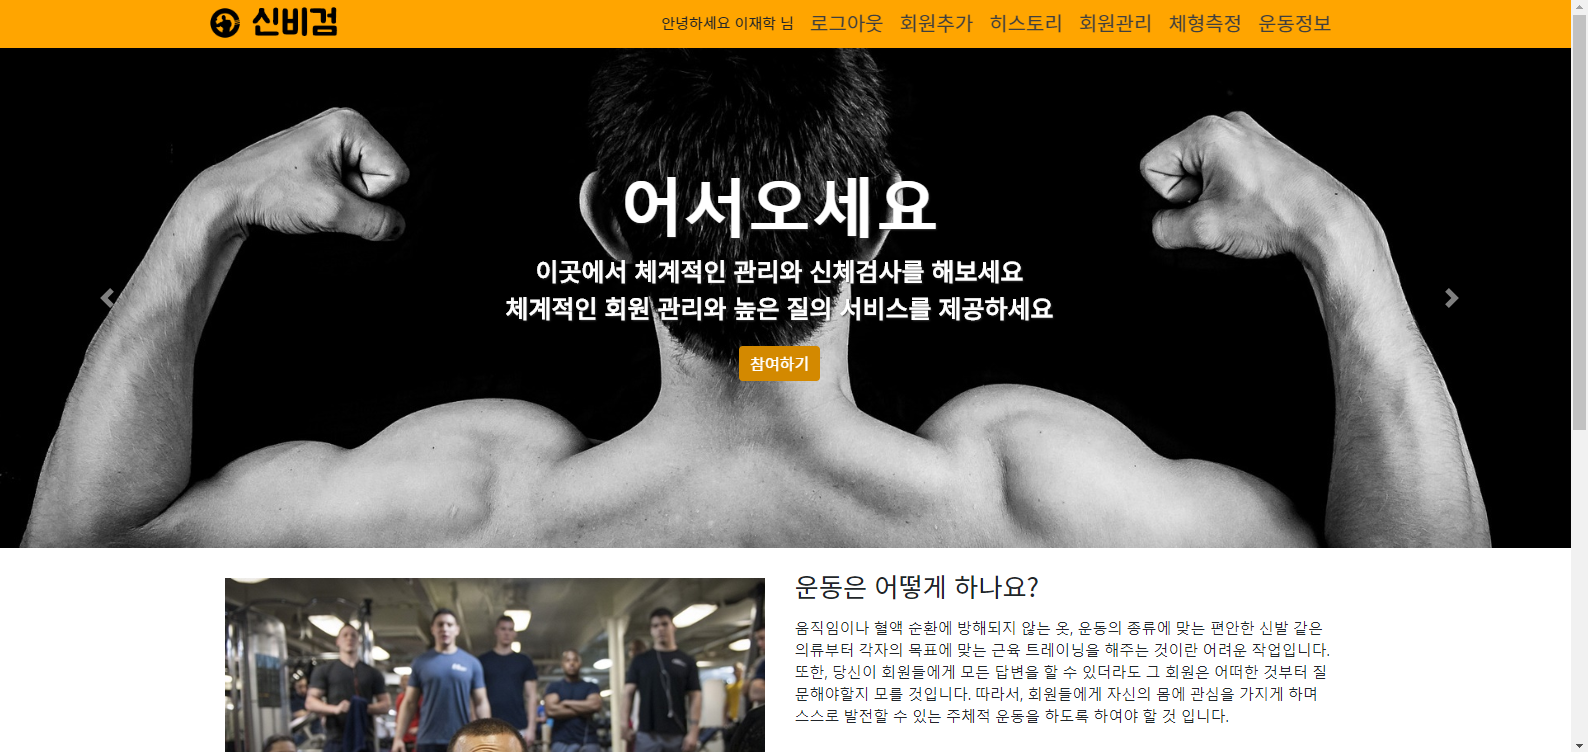 신비검
안녕하세요 이재학 님 로그아웃 회원추가 히스토리 회원관리 체형측정 운동정보
어서오세요
이곳에서 체계적인 관리와 신체검사를 해보세요
체계적인 회원 관리와 높은 질의 서비스를 제공하세요
참여하기
운동은 어떻게 하나요?
움직임이나 혈액 순환에 방해되지 않는 옷, 운동의 종류에 맞는 편안한 신발 같은
의류부터 각자의 목표에 맞는 근육 트레이닝을 해주는 것이란 어려운 작업입니다.
또한, 당신이 회원들에게 모든 답변을 할 수 있더라도 그 회원은 어떠한 것부터 질
문해야할지 모를 것입니다. 따라서, 회원들에게 자신의 몸에 관심을 가지게 하며
스스로 발전할 수 있는 주체적 운동을 하도록 하여야 할 것 입니다.